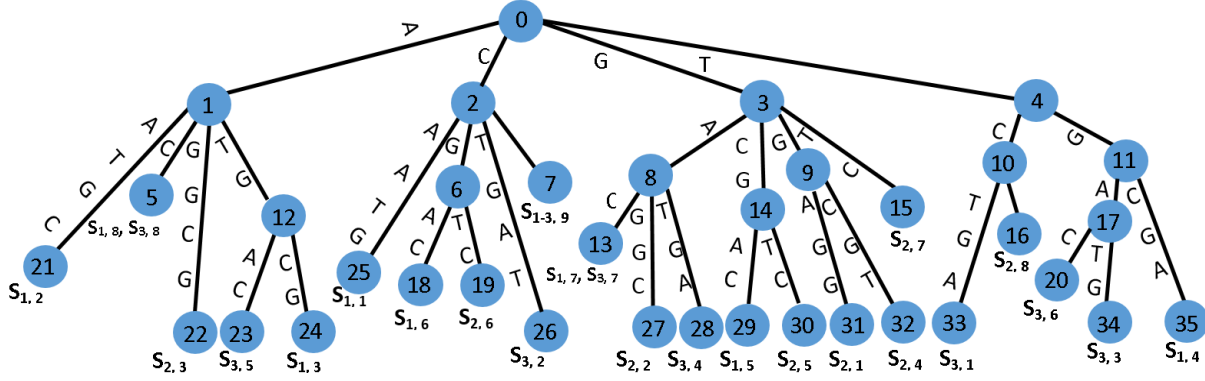 0
A C G T
1 2 3 4
A C G T A G T A C G T C G
G 10 11
8 9
5 6 7 12 14 15 16 17
S1, 8, S3, 8 S1-3, 9 13 S2, 7 S2, 8
S1, 7, S3, 7
21 25 18 19 20
S1, 2 S1, 1 S1, 6 S2, 6 S3, 6
22 23 24 26 27 28 29 30 31 32 33 34 35
S2, 3 S3, 5 S1, 3 S3, 2 S2, 2 S3, 4 S1, 5 S2, 5 S2, 1 S2, 4 S3, 1 S3, 3 S1, 4